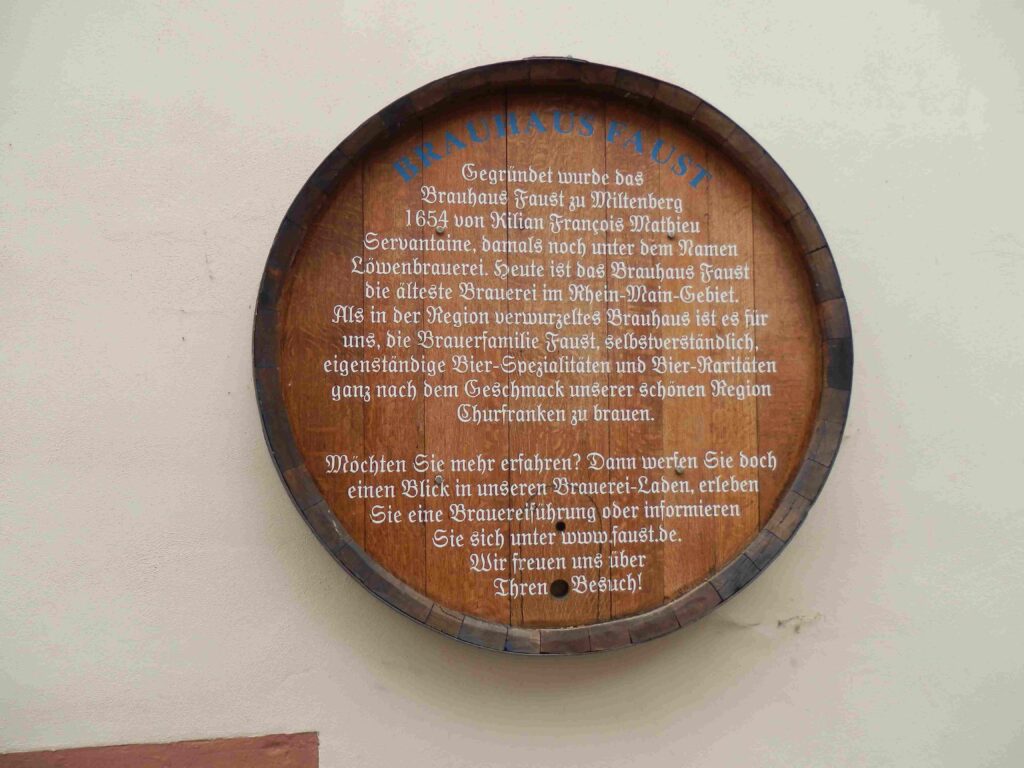 BRAUHAUS FAUST
Gegründet wurde das
Brauhaus Faust zu Miltenberg
1654 von Kilian François Mathieu
Servantaine, damals noch unter dem Namen
Löwenbrauerei. Heute ist das Brauhaus Faust
die älteste Brauerei im Rhein-Main-Gebiet.
Als in der Region verwurzeltes Brauhaus ist es für
uns, die Brauerfamilie Faust, selbstverständlich,
eigenständige Bier-Spezialitäten und Bier-Raritäten
ganz nach dem Geschmack unserer schönen Region
Churfranken zu brauen.
Möchten Sie mehr erfahren? Dann werfen Sie doch
einen Blick in unseren Brauerei-Laden, erleben
Sie eine Brauereiführung oder informieren
Sie sich unter www.faust.de.
Wir freuen uns über
Ihren Besuch!